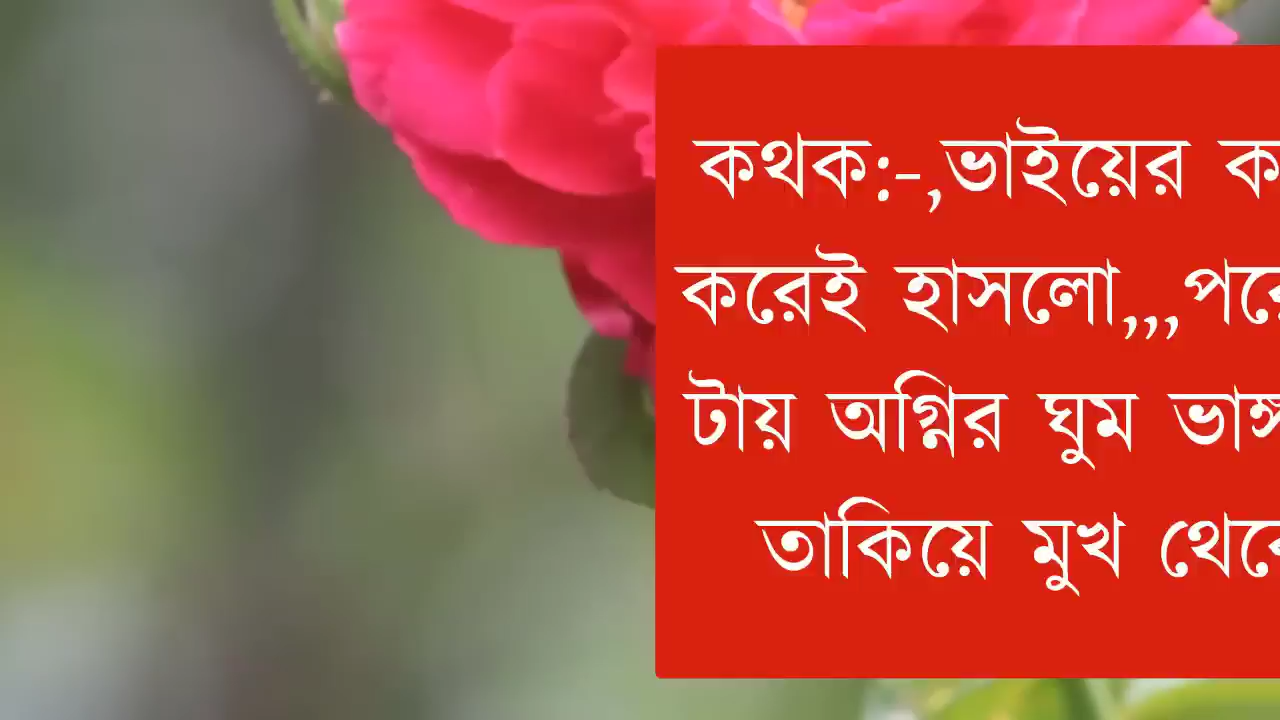 কথক:-,ভাইয়ের
করেই হাসলো,,,
টায় অগ্নির ঘুম
তাকিয়ে মুখ